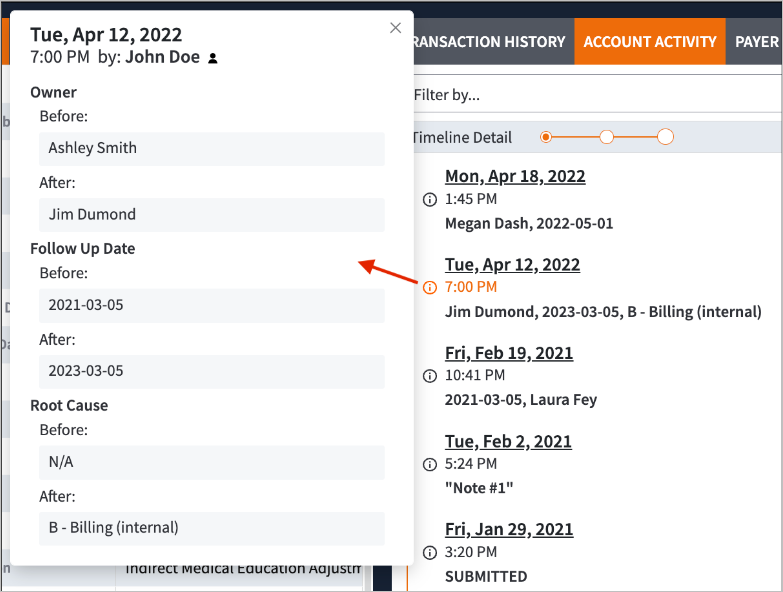 Tue, Apr 12, 2022
7:00 PM by: John Doe
Owner
Before:
Ashley Smith
After:
Jim Dumond
Follow Up Date
Before:
2021-03-05
After:
2023-03-05
Root Cause
Before:
N/A
After:
B - Billing (internal)
Indirect Medical Education Adjustm
RANSACTION HISTORY
ACCOUNT ACTIVITY
PAYER
Filter by...
Timeline Detail
Mon, Apr 18, 2022
1:45 PM
Megan Dash, 2022-05-01
Tue, Apr 12, 2022
7:00 PM
Jim Dumond, 2023-03-05, B - Billing (internal)
Fri, Feb 19, 2021
10:41 PM
2021-03-05, Laura Fey
Tue, Feb 2, 2021
5:24 PM
"Note #1"
Fri, Jan 29, 2021
3:20 PM
SUBMITTED